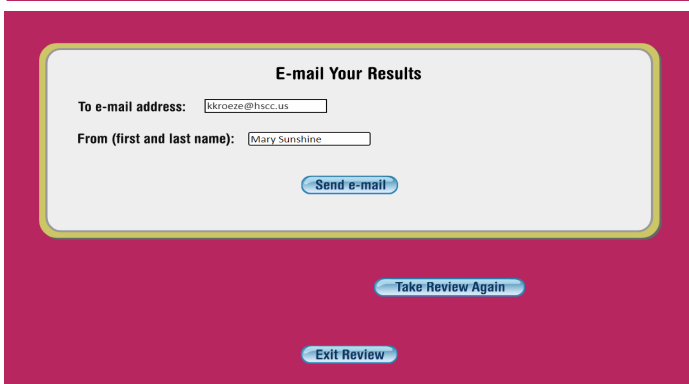 E-mail Your Results
To e-mail address: kkroeze@hscc.us
From (first and last name): Mary Sunshine
Send e-mail
Take Review Again
Exit Review